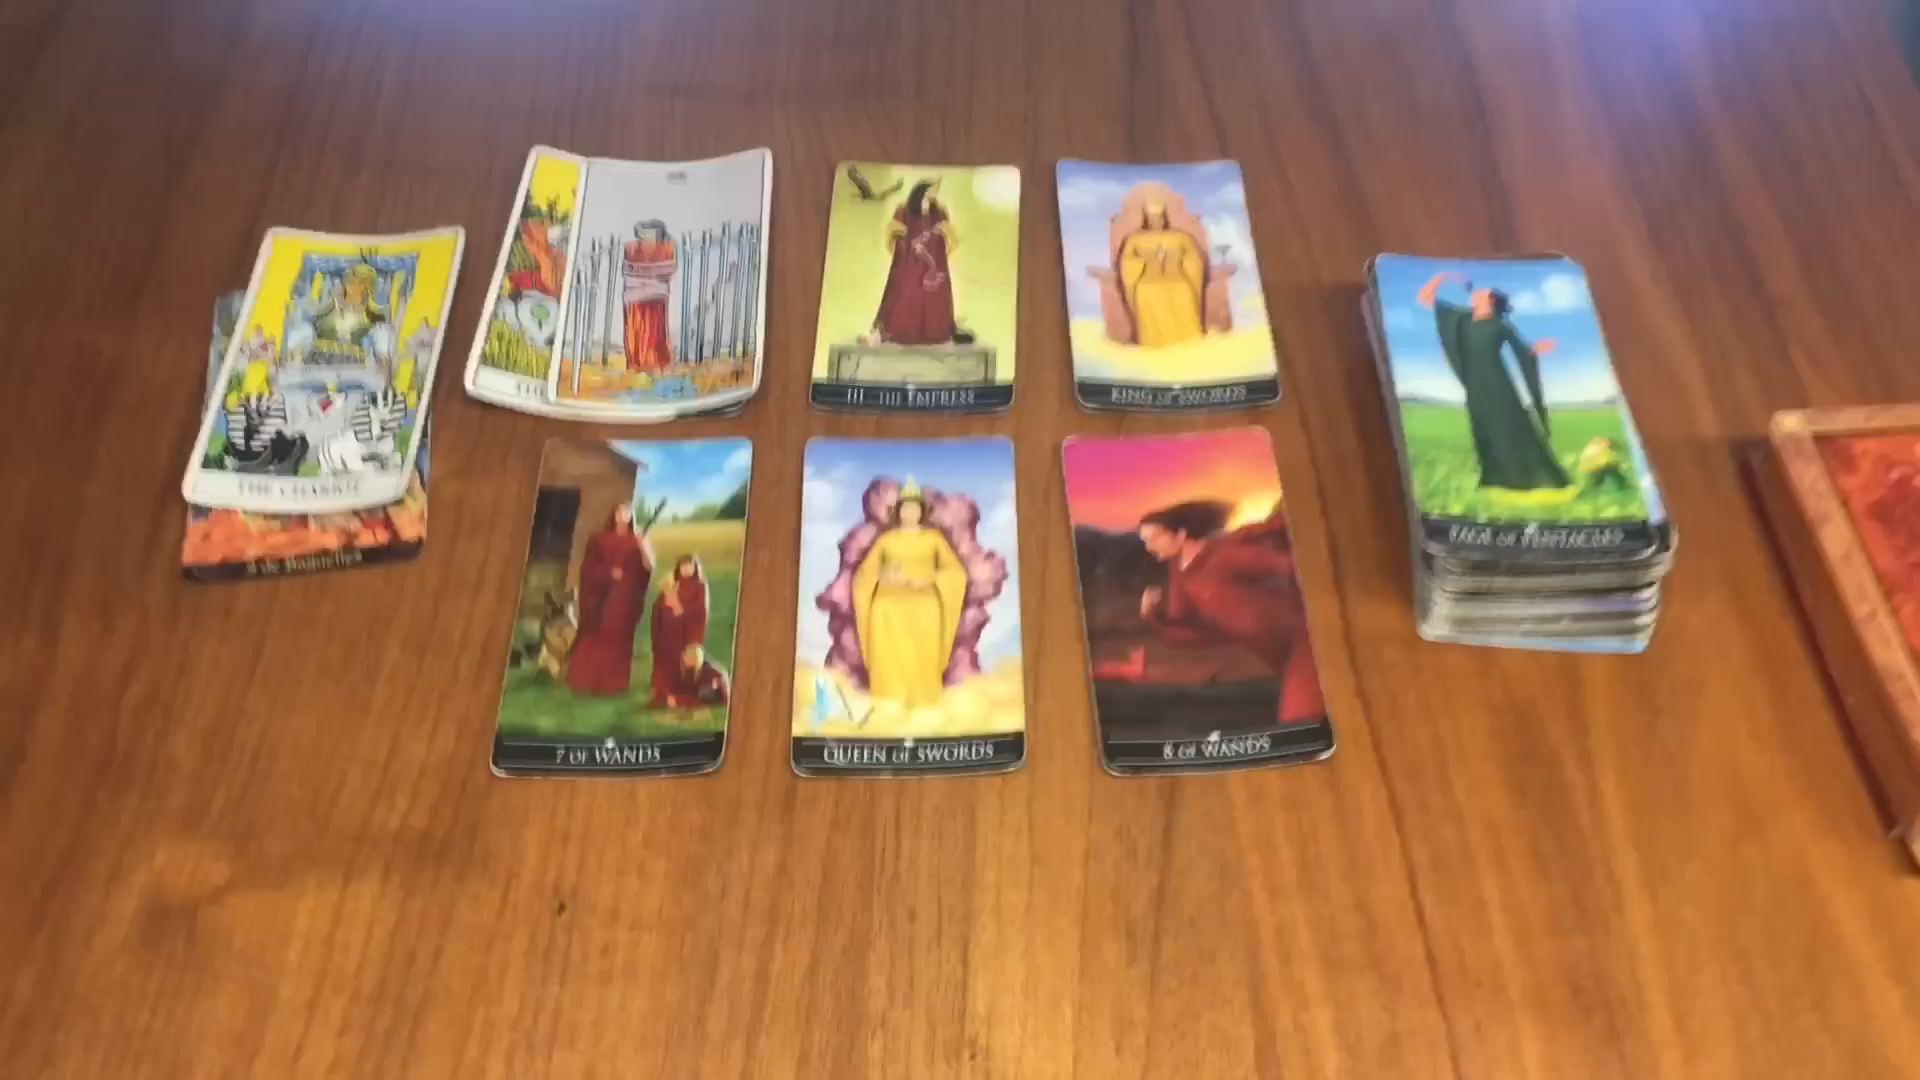 THE CHARIOT
III - THE EMPRESS
KING OF SWORDS
7 OF WANDS
QUEEN OF SWORDS
8 OF WANDS